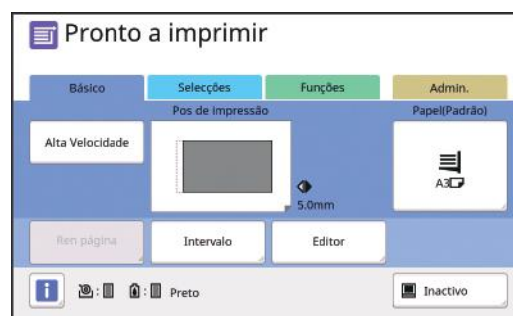 Pronto a imprimir
Básico
Selecções
Funções
Admin.
Pos de impressão
Papel(Padrão)
Alta Velocidade
A3
5.0mm
Ren página
Intervalo
Editor
i
Preto
Inactivo